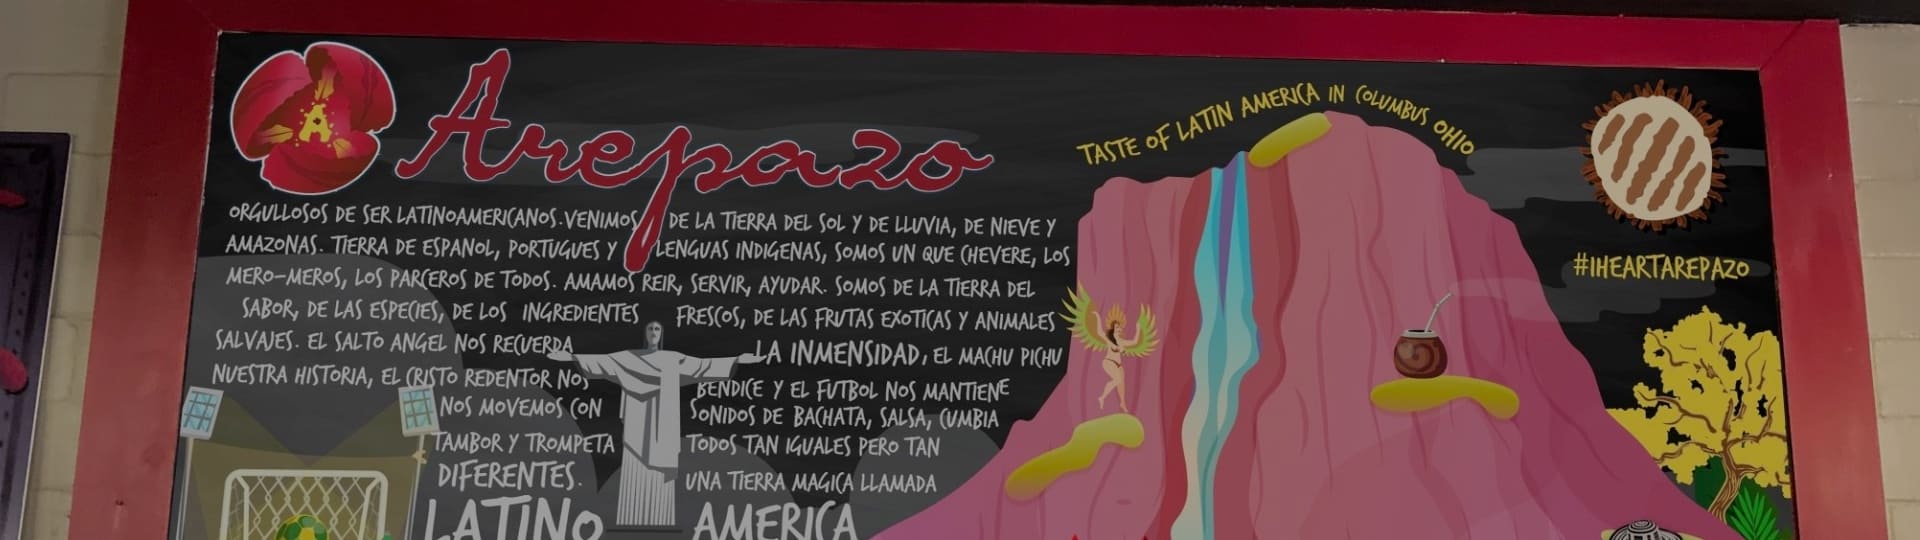 A
Arepazo
ORGULLOSOS DE SER LATINOAMERICANOS. VENIMOS DE LA TIERRA DEL SOL Y DE LLUVIA, DE NIEVE Y
AMAZONAS. TIERRA DE ESPANOL, PORTUGUES Y LENGUAS INDIGENAS, SOMOS UN QUE CHEVERE, LOS
MERO-MEROS, LOS PARCEROS DE TODOS. AMAMOS REIR, SERVIR, AYUDAR. SOMOS DE LA TIERRA DEL
SABOR, DE LAS ESPECIES, DE LOS INGREDIENTES FRESCOS, DE LAS FRUTAS EXOTICAS Y ANIMALES
SALVAJES. EL SALTO ANGEL NOS RECUERDA LA INMENSIDAD, EL MACHU PICHU
NUESTRA HISTORIA, EL CRISTO REDENTOR NOS BENDICE Y EL FUTBOL NOS MANTIENE
NOS MOVEMOS CON SONIDOS DE BACHATA, SALSA, CUMBIA
TAMBOR Y TROMPETA TODOS TAN IGUALES PERO TAN
DIFERENTES. UNA TIERRA MAGICA LLAMADA
LATINO AMERICA
TASTE OF LATIN AMERICA IN COLUMBUS OHIO
#IHEARTAREPAZO